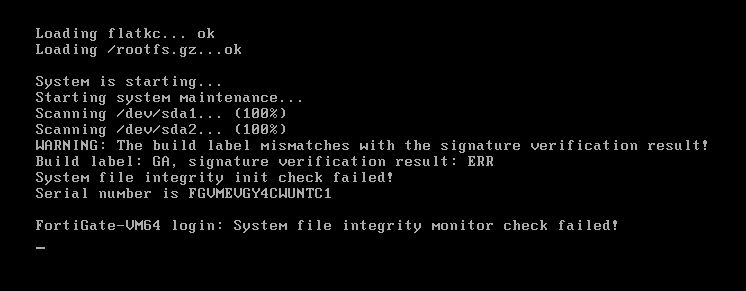 Loading flatkc... ok
Loading /rootfs.gz...ok
System is starting...
Starting system maintenance...
Scanning /dev/sda1... (100%)
Scanning /dev/sda2... (100%)
WARNING: The build label mismatches with the signature verification result!
Build label: GA, signature verification result: ERR
System file integrity init check failed!
Serial number is FGVMEVGY4CWUNTC1
FortiGate-VM64 login: System file integrity monitor check failed!
_